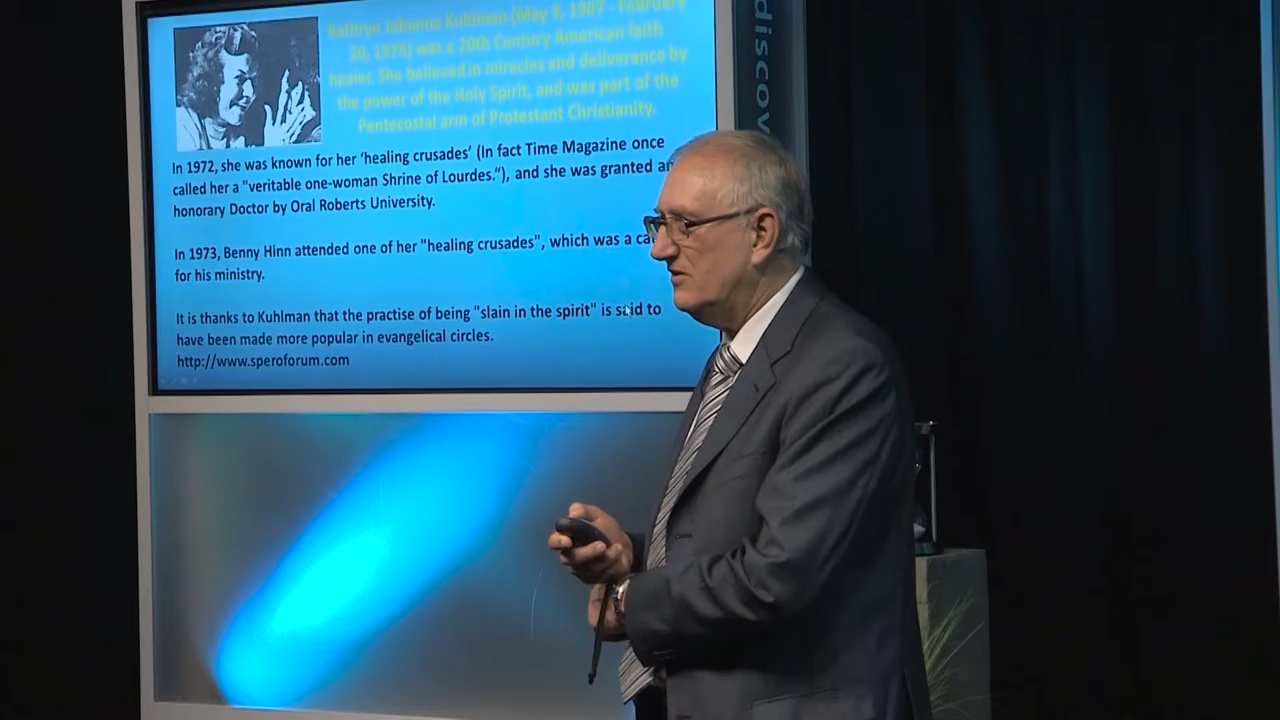 Kathryn Johanna Kuhlman (May 9, 1907 - February
20, 1976) was a 20th Century American faith
healer. She believed in miracles and deliverance by
the power of the Holy Spirit, and was part of the
Pentecostal arm of Protestant Christianity.
In 1972, she was known for her ‘healing crusades’ (In fact Time Magazine once
called her a "veritable one-woman Shrine of Lourdes.“), and she was granted an
honorary Doctor by Oral Roberts University.
In 1973, Benny Hinn attended one of her "healing crusades", which was a
for his ministry.
It is thanks to Kuhlman that the practise of being "slain in the spirit" is said to
have been made more popular in evangelical circles.
http://www.speroforum.com
discov